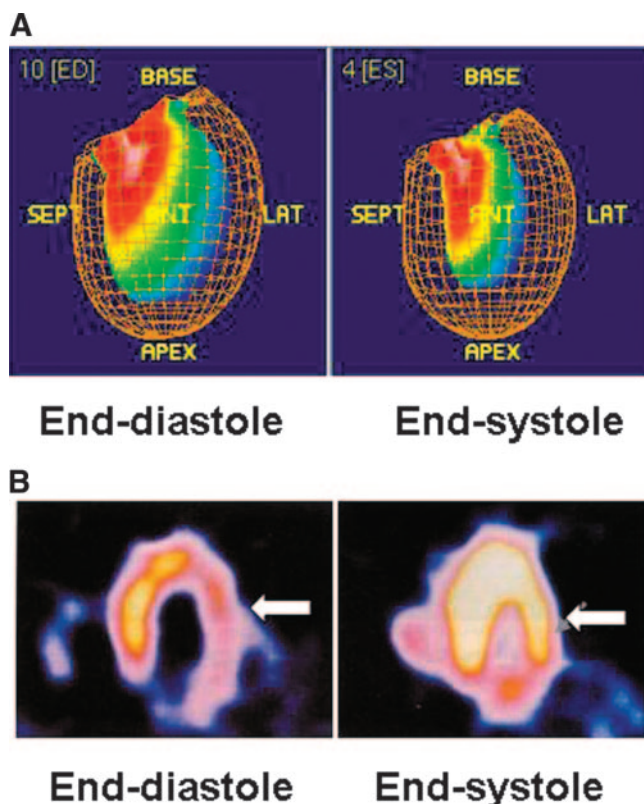 A
10 [ED]
BASE
SEPT
ANT
LAT
APEX
4 [ES]
BASE
SEPT
ANT
LAT
APEX
End-diastole
End-systole
B
End-diastole
End-systole